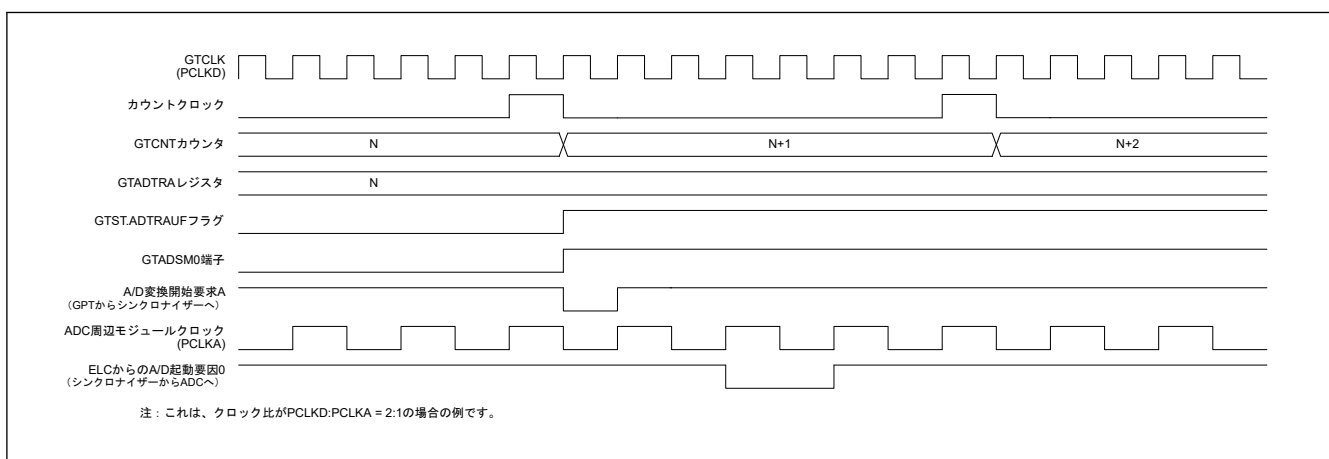 GTCLK
(PCLKD)
カウントクロック
GTCNTカウンタ
N
N+1
N+2
GTADTRAレジスタ
N
GTST.ADTRAUFフラグ
GTADSM0端子
A/D変換開始要求A
（GPTからシンクロナイザーへ）
ADC周辺モジュールクロック
(PCLKA)
ELCからのA/D起動要因0
（シンクロナイザーからADCへ）
注：これは、クロック比がPCLKD:PCLKA = 2:1の場合の例です。